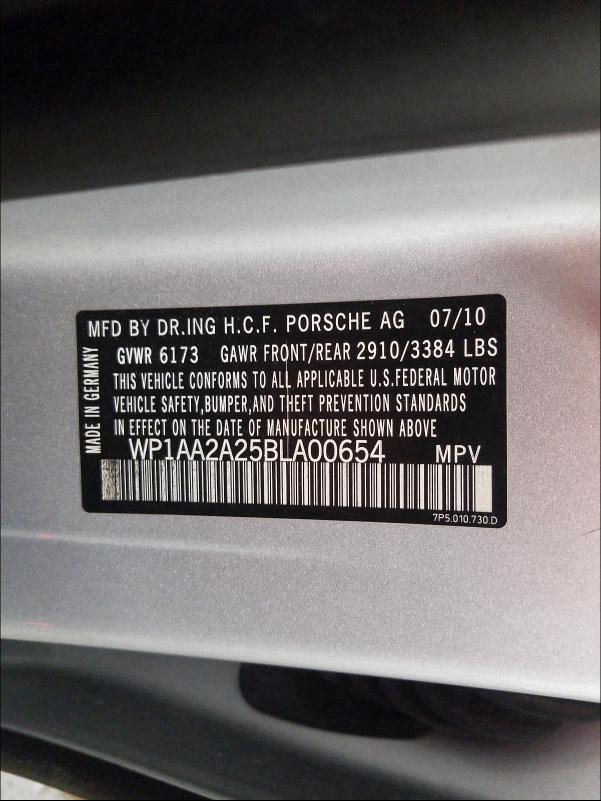 MFD BY DR.ING H.C.F. PORSCHE AG 07/10
GVWR 6173 GAWR FRONT/REAR 2910/3384 LBS
THIS VEHICLE CONFORMS TO ALL APPLICABLE U.S.FEDERAL MOTOR
VEHICLE SAFETY,BUMPER,AND THEFT PREVENTION STANDARDS
IN EFFECT ON THE DATE OF MANUFACTURE SHOWN ABOVE
WP1AA2A25BLA00654 MPV
7P5.010.730.D
MADE IN GERMANY